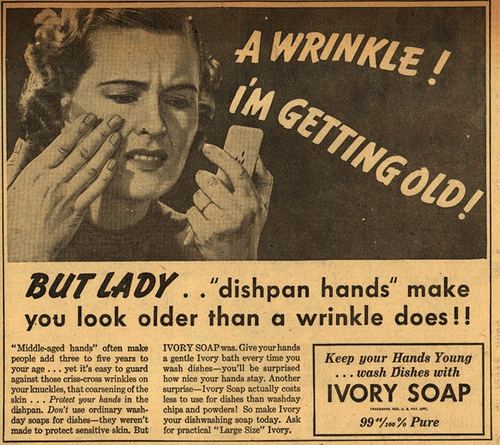 A WRINKLE!
I'M GETTING OLD!
BUT LADY .. "dishpan hands" make
you look older than a wrinkle does!!
"Middle-aged hands" often make
people add three to five years to
your age . . . yet it's easy to guard
against those criss-cross wrinkles on
your knuckles, that coarsening of the
skin . . . Protect your hands in the
dishpan. Don't use ordinary wash-
day soaps for dishes—they weren't
made to protect sensitive skin. But
IVORY SOAP was. Give your hands
a gentle Ivory bath every time you
wash dishes—you'll be surprised
how nice your hands stay. Another
surprise—Ivory Soap actually costs
less to use for dishes than washday
chips and powders! So make Ivory
your dishwashing soap today. Ask
for practical "Large Size" Ivory.
Keep your Hands Young
. . . wash Dishes with
IVORY SOAP
TRADEMARK REG. U. S. PAT. OFF.
99 44/100% Pure